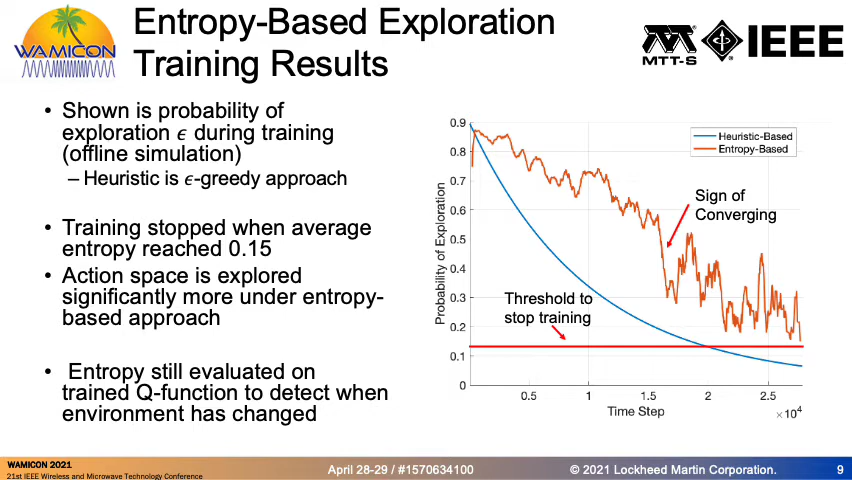 WAMICON
Entropy-Based Exploration
Training Results
MTT-S
IEEE
• Shown is probability of
exploration ϵ during training
(offline simulation)
– Heuristic is ϵ-greedy approach
• Training stopped when average
entropy reached 0.15
• Action space is explored
significantly more under entropy-
based approach
• Entropy still evaluated on
trained Q-function to detect when
environment has changed
0.9
0.8
0.7
0.6
0.5
0.4
0.3
0.2
0.1
0
Probability of Exploration
Heuristic-Based
Entropy-Based
Sign of
Converging
Threshold to
stop training
0.5
1
1.5
2
2.5
Time Step
×10⁴
WAMICON 2021
21st IEEE Wireless and Microwave Technology Conference
April 28-29 / #1570634100
© 2021 Lockheed Martin Corporation.
9